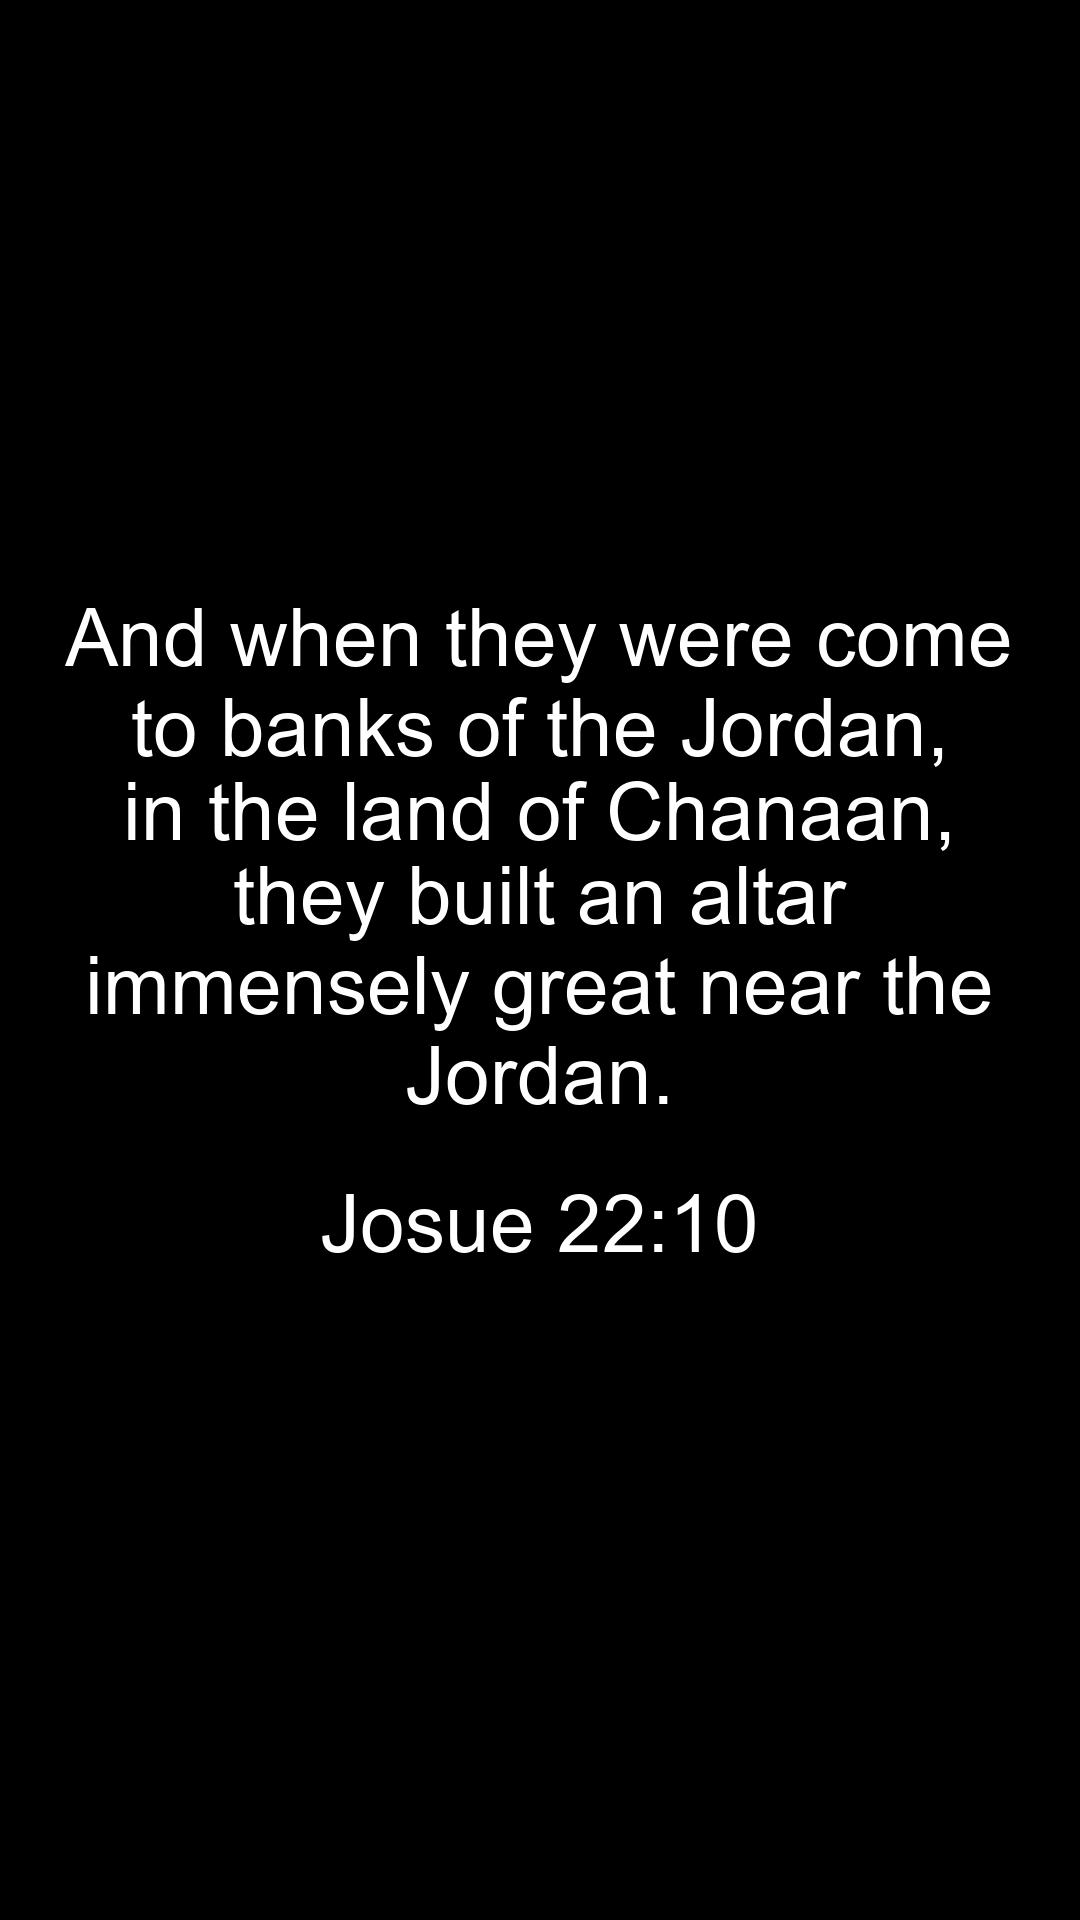 And when they were come
to banks of the Jordan,
in the land of Chanaan,
they built an altar
immensely great near the
Jordan.
Josue 22:10